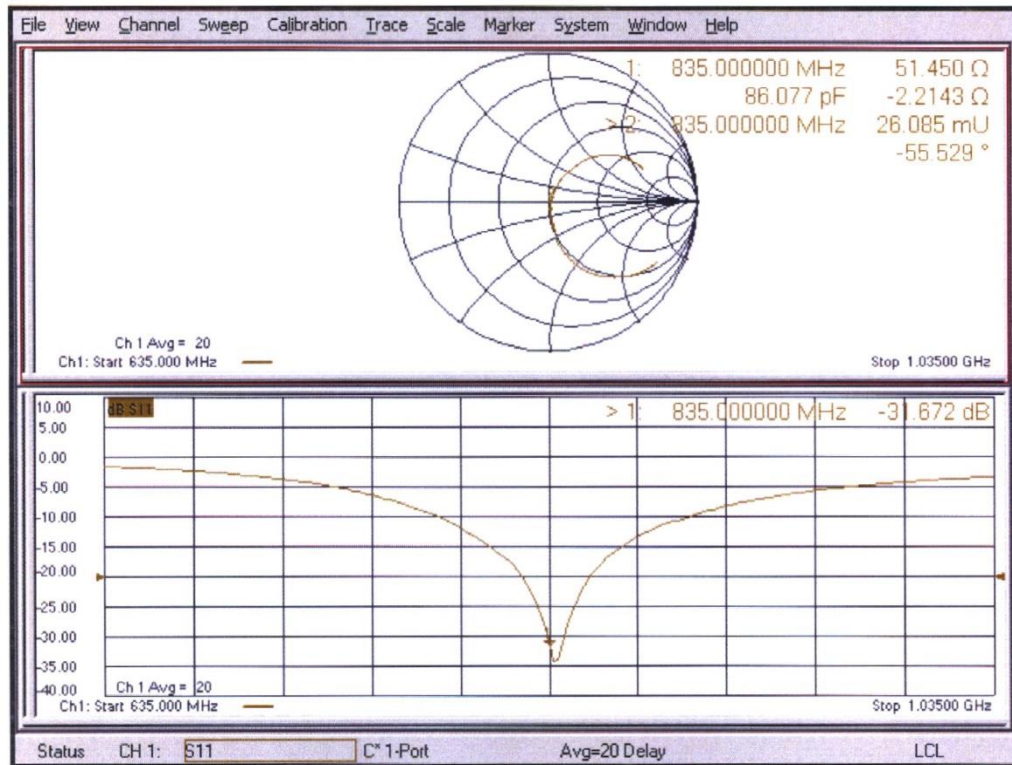 File View Channel Sweep Calibration Trace Scale Marker System Window Help
1: 835.000000 MHz 51.450 Ω
86.077 pF -2.2143 Ω
> 2: 835.000000 MHz 26.085 mU
-55.529 °
Ch 1 Avg = 20
Ch1: Start 635.000 MHz Stop 1.03500 GHz
10.00 dB S11 > 1: 835.000000 MHz -31.672 dB
5.00
0.00
-5.00
-10.00
-15.00
-20.00
-25.00
-30.00
-35.00
-40.00 Ch 1 Avg = 20
Ch1: Start 635.000 MHz Stop 1.03500 GHz
Status CH 1: S11 C* 1-Port Avg=20 Delay LCL